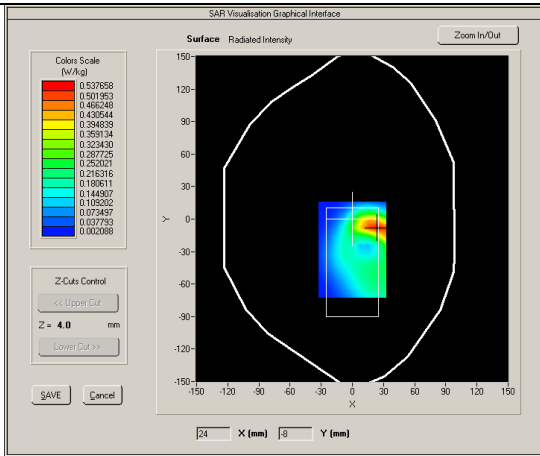 SAR Visualisation Graphical Interface
Surface Radiated Intensity
Zoom In/Out
Colors Scale
(W/kg)
0.537658
0.501953
0.466248
0.430544
0.394839
0.359134
0.323430
0.287725
0.252021
0.216316
0.180611
0.144907
0.109202
0.073497
0.037793
0.002088
Z-Cuts Control
<< Upper Cut
Z = 4.0 mm
Lower Cut >>
SAVE
Cancel
150
120
90
60
30
0
-30
-60
-90
-120
-150
Y
-150 -120 -90 -60 -30 0 30 60 90 120 150
X
24 X (mm) -8 Y (mm)